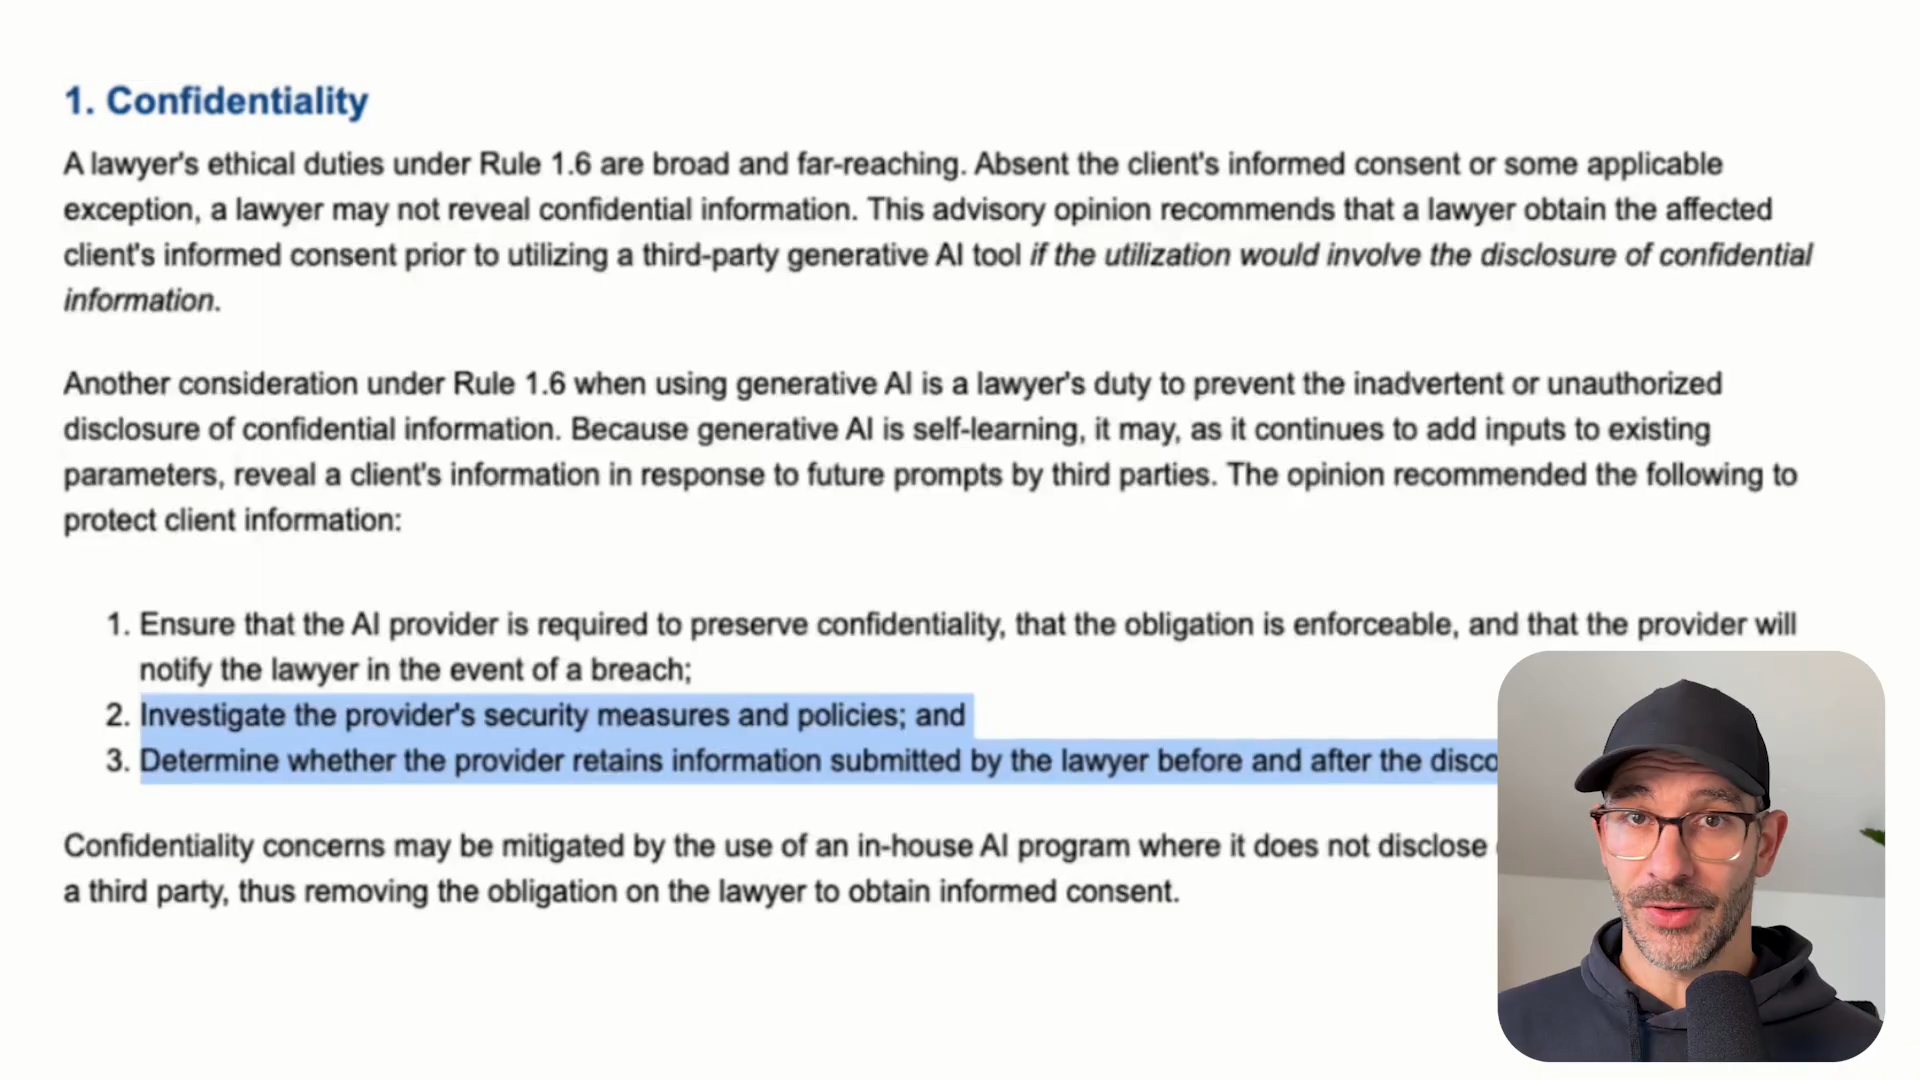 1. Confidentiality
A lawyer's ethical duties under Rule 1.6 are broad and far-reaching. Absent the client's informed consent or some applicable
exception, a lawyer may not reveal confidential information. This advisory opinion recommends that a lawyer obtain the affected
client's informed consent prior to utilizing a third-party generative AI tool if the utilization would involve the disclosure of confidential
information.
Another consideration under Rule 1.6 when using generative AI is a lawyer's duty to prevent the inadvertent or unauthorized
disclosure of confidential information. Because generative AI is self-learning, it may, as it continues to add inputs to existing
parameters, reveal a client's information in response to future prompts by third parties. The opinion recommended the following to
protect client information:
1. Ensure that the AI provider is required to preserve confidentiality, that the obligation is enforceable, and that the provider will
notify the lawyer in the event of a breach;
2. Investigate the provider's security measures and policies; and
3. Determine whether the provider retains information submitted by the lawyer before and after the
Confidentiality concerns may be mitigated by the use of an in-house AI program where it does not disclose
a third party, thus removing the obligation on the lawyer to obtain informed consent.